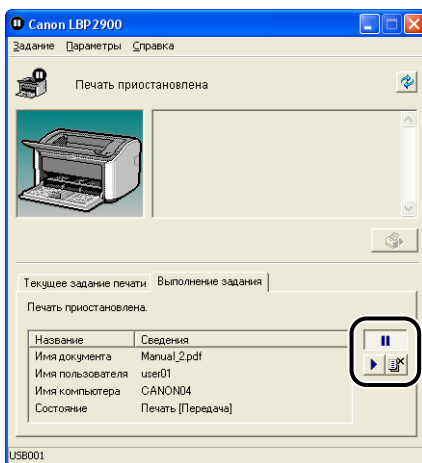 Canon LBP2900
Задание Параметры Справка
Печать приостановлена
Текущее задание печати Выполнение задания
Печать приостановлена.
Название Сведения
Имя документа Manual_2.pdf
Имя пользователя user01
Имя компьютера CANON04
Состояние Печать [Передача]
USB001